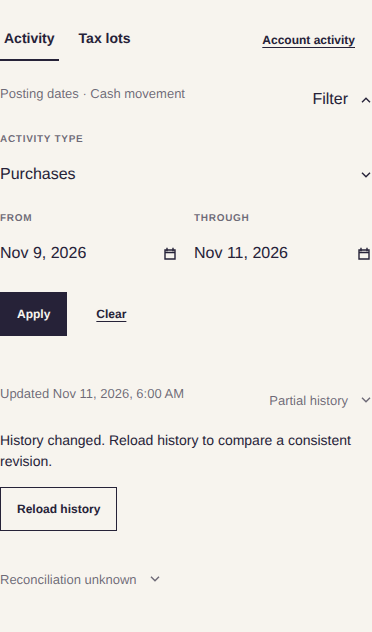 Activity Tax lots Account activity
Posting dates · Cash movement Filter
ACTIVITY TYPE
Purchases
FROM THROUGH
Nov 9, 2026 Nov 11, 2026
Apply Clear
Updated Nov 11, 2026, 6:00 AM Partial history
History changed. Reload history to compare a consistent
revision.
Reload history
Reconciliation unknown